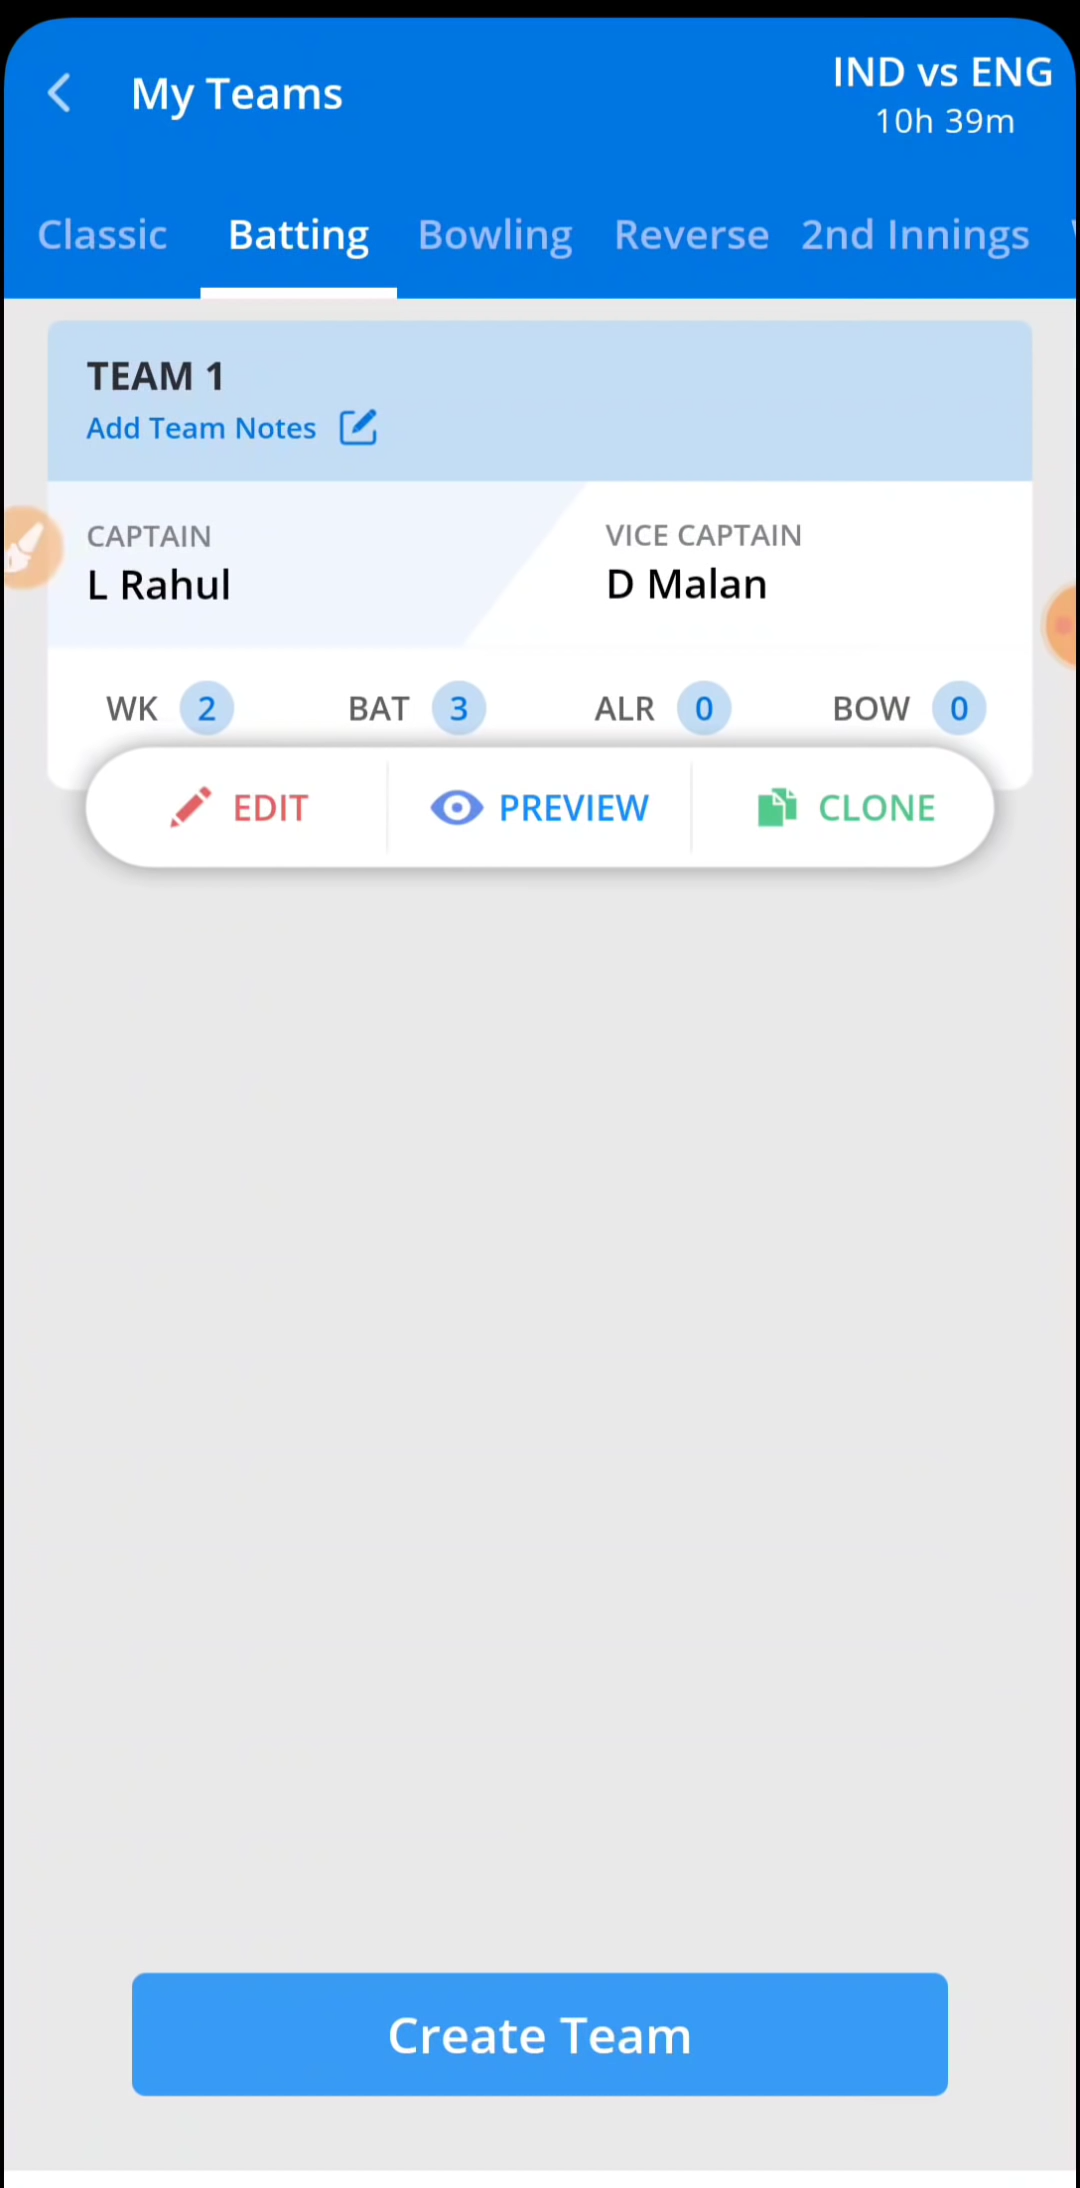 My Teams
IND vs ENG
10h 39m
Classic Batting Bowling Reverse 2nd Innings
TEAM 1
Add Team Notes
CAPTAIN
L Rahul
VICE CAPTAIN
D Malan
WK 2 BAT 3 ALR 0 BOW 0
EDIT PREVIEW CLONE
Create Team